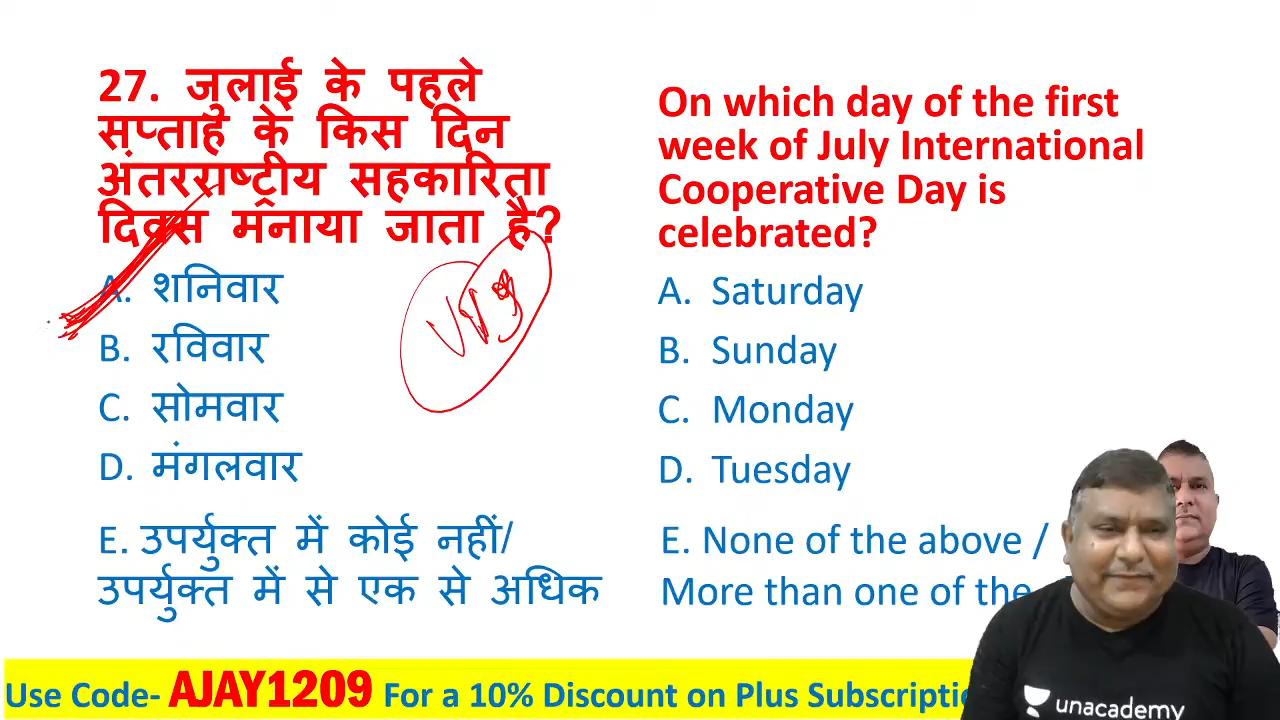 27. जुलाई के पहले
सप्ताह के किस दिन
अंतरराष्ट्रीय सहकारिता
दिवस मनाया जाता है?
A. शनिवार
B. रविवार
C. सोमवार
D. मंगलवार
E. उपर्युक्त में कोई नहीं/
उपर्युक्त में से एक से अधिक
On which day of the first
week of July International
Cooperative Day is
celebrated?
A. Saturday
B. Sunday
C. Monday
D. Tuesday
E. None of the above /
More than one of the
Use Code- AJAY1209 For a 10% Discount on Plus
unacademy